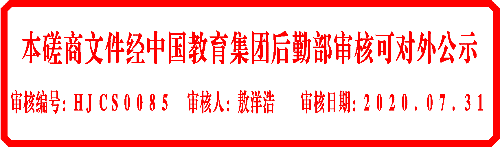 本磋商文件经中国教育集团后勤部审核可对外公示
审核编号: HJCS0085 审核人: 敖详浩 审核日期: 2020.07.31